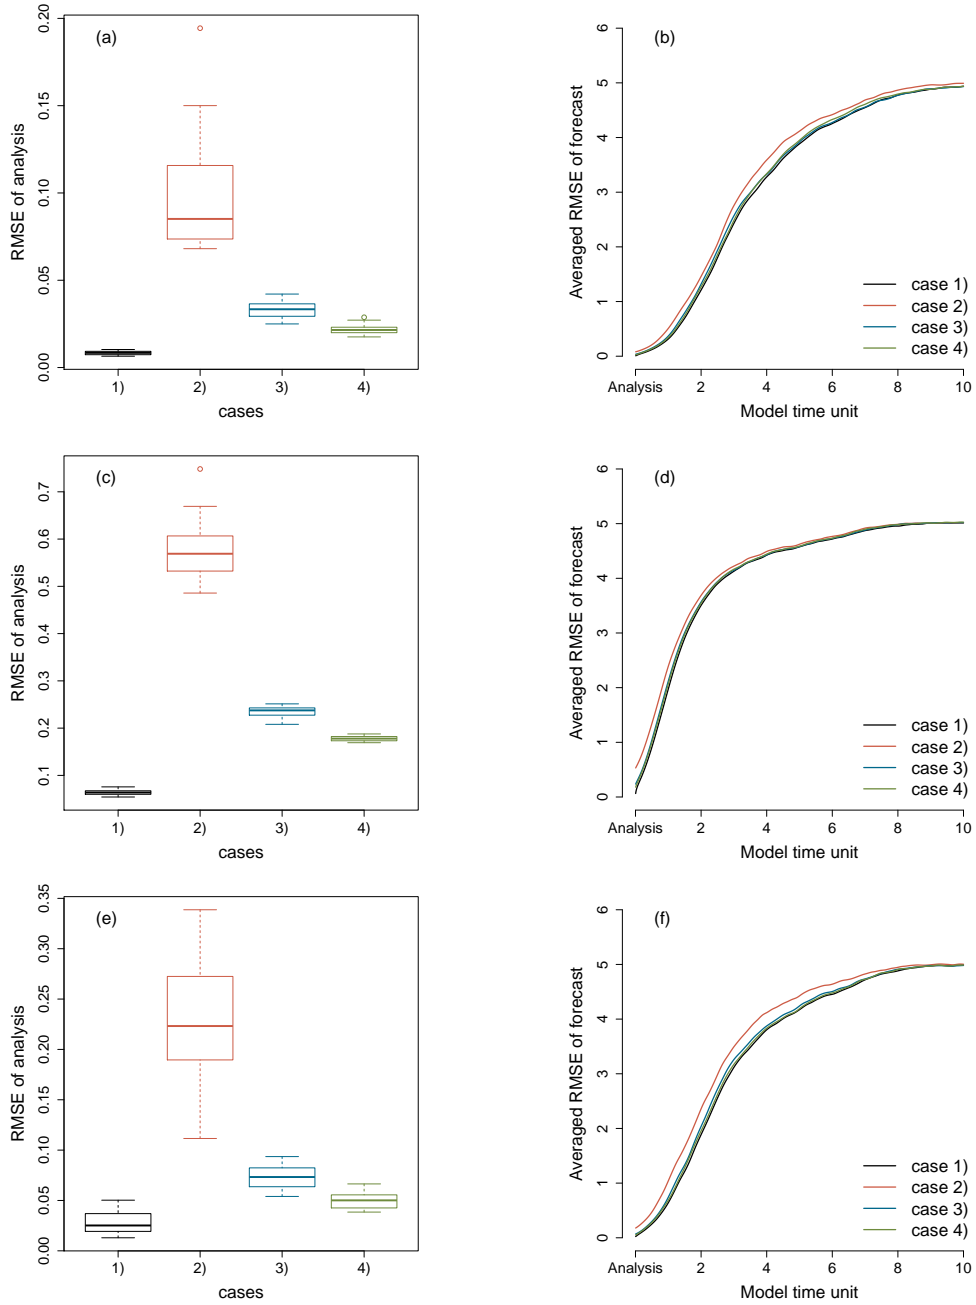 (a)
RMSE of analysis
0.00 0.05 0.10 0.15 0.20
1) 2) 3) 4)
cases
(b)
Averaged RMSE of forecast
0 1 2 3 4 5 6
case 1)
case 2)
case 3)
case 4)
Analysis 2 4 6 8 10
Model time unit
(c)
RMSE of analysis
0.1 0.2 0.3 0.4 0.5 0.6 0.7
1) 2) 3) 4)
cases
(d)
Averaged RMSE of forecast
0 1 2 3 4 5 6
case 1)
case 2)
case 3)
case 4)
Analysis 2 4 6 8 10
Model time unit
(e)
RMSE of analysis
0.00 0.05 0.10 0.15 0.20 0.25 0.30 0.35
1) 2) 3) 4)
cases
(f)
Averaged RMSE of forecast
0 1 2 3 4 5 6
case 1)
case 2)
case 3)
case 4)
Analysis 2 4 6 8 10
Model time unit